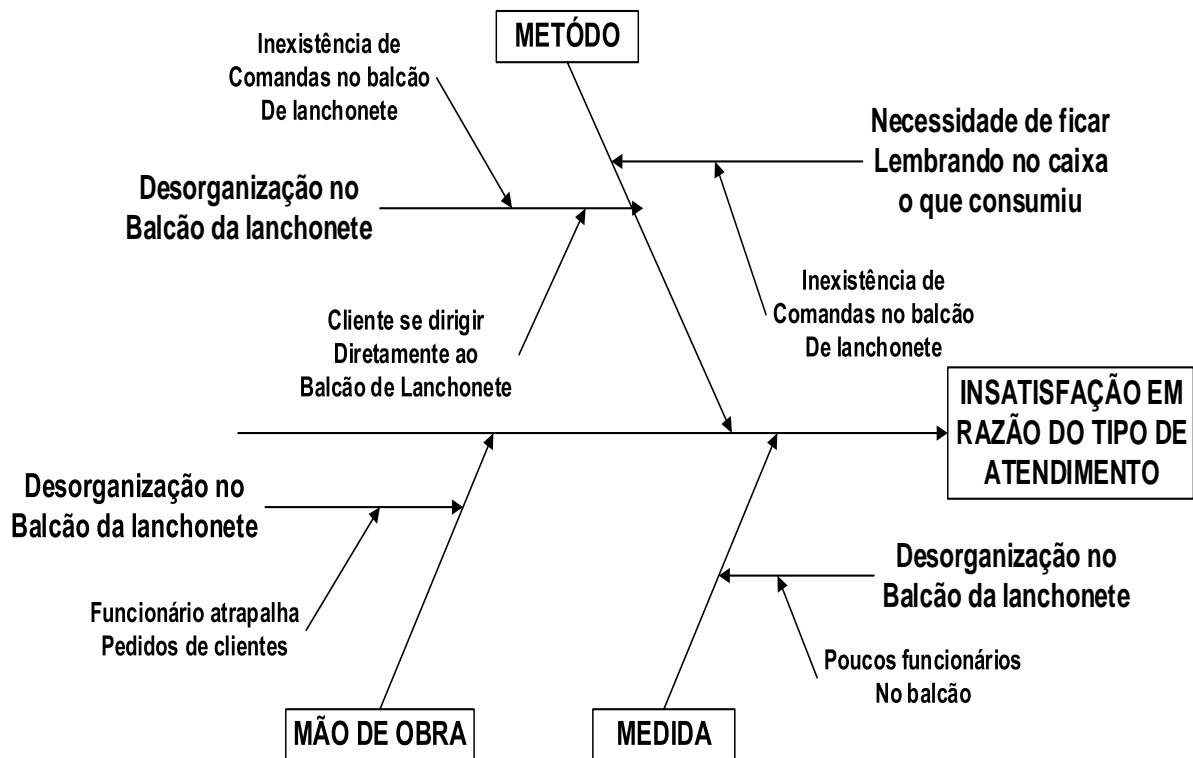 METÓDO
Inexistência de
Comandas no balcão
De lanchonete
Necessidade de ficar
Lembrando no caixa
o que consumiu
Desorganização no
Balcão da lanchonete
Inexistência de
Comandas no balcão
De lanchonete
Cliente se dirigir
Diretamente ao
Balcão de Lanchonete
INSATISFAÇÃO EM
RAZÃO DO TIPO DE
ATENDIMENTO
Desorganização no
Balcão da lanchonete
Desorganização no
Balcão da lanchonete
Funcionário atrapalha
Pedidos de clientes
Poucos funcionários
No balcão
MÃO DE OBRA
MEDIDA